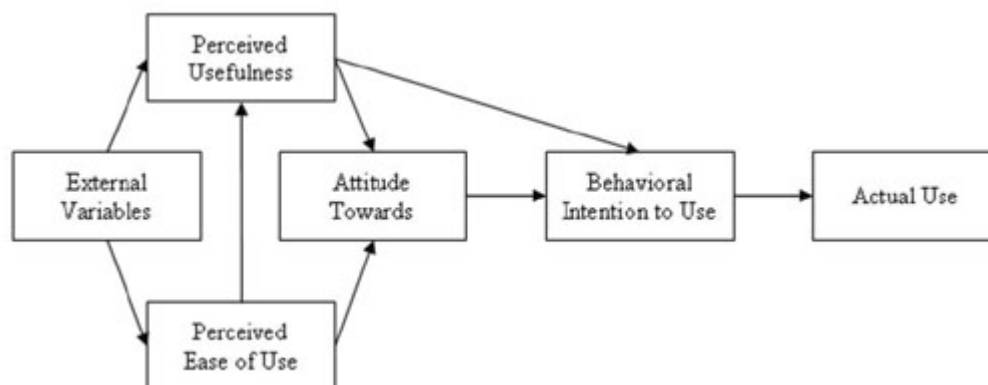 Perceived
Usefulness
External
Variables
Attitude
Towards
Behavioral
Intention to Use
Actual Use
Perceived
Ease of Use